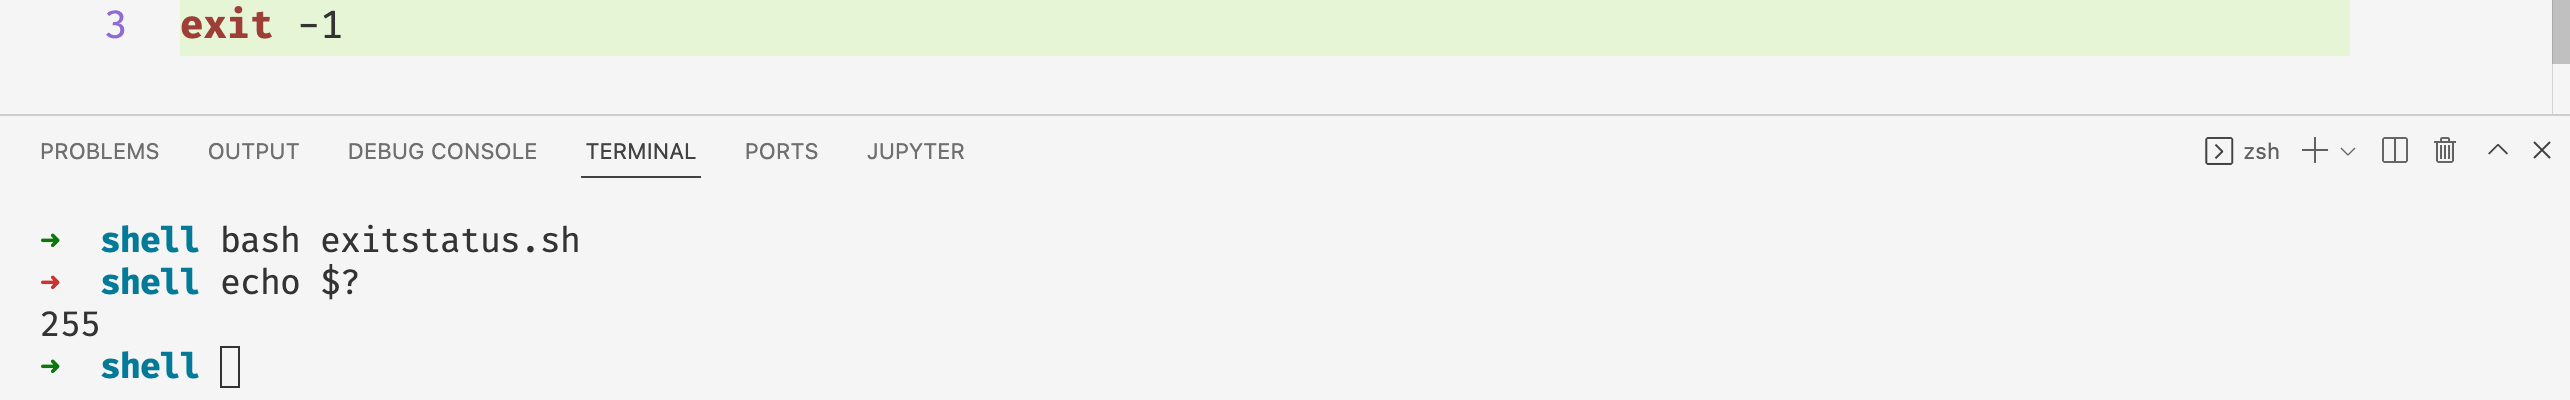 3 exit -1
PROBLEMS OUTPUT DEBUG CONSOLE TERMINAL PORTS JUPYTER zsh
➜ shell bash exitstatus.sh
➜ shell echo $?
255
➜ shell